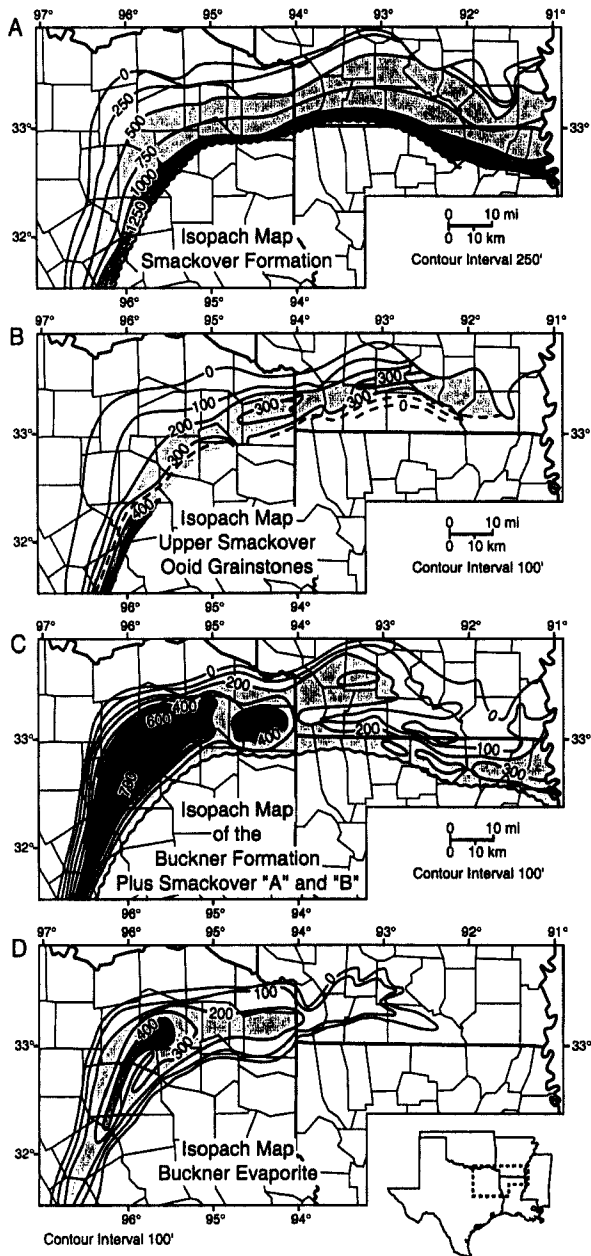 A
97° 96° 95° 94° 93° 92° 91°
0
250
500
750
1000
1250
33° 33°
32°
Isopach Map
Smackover Formation
0 10 mi
0 10 km
Contour Interval 250'
96° 95° 94° 93° 92° 91°
97°
B
0
100
200
300
300
300
300
0
400
33° 33°
32°
Isopach Map
Upper Smackover
Ooid Grainstones
0 10 mi
0 10 km
Contour Interval 100'
96° 95° 94° 93° 92° 91°
97°
C
0
200
400
600
400
200
0
100
300
33° 33°
32°
Isopach Map
of the
Buckner Formation
Plus Smackover "A" and "B"
0 10 mi
0 10 km
Contour Interval 100'
96° 95° 94° 93° 92° 91°
97°
D
0
100
200
400
300
33° 33°
32°
Isopach Map
Buckner Evaporite
Contour Interval 100'
96° 95° 94°